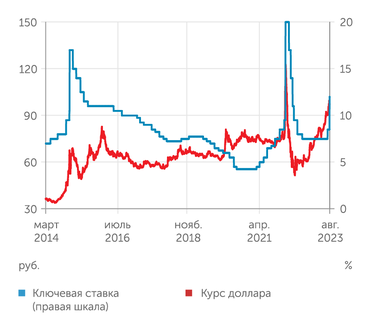 150 20
120 15
90 10
60 5
30 0
март июль нояб. апр. авг.
2014 2016 2018 2021 2023
руб. %
Ключевая ставка Курс доллара
(правая шкала)